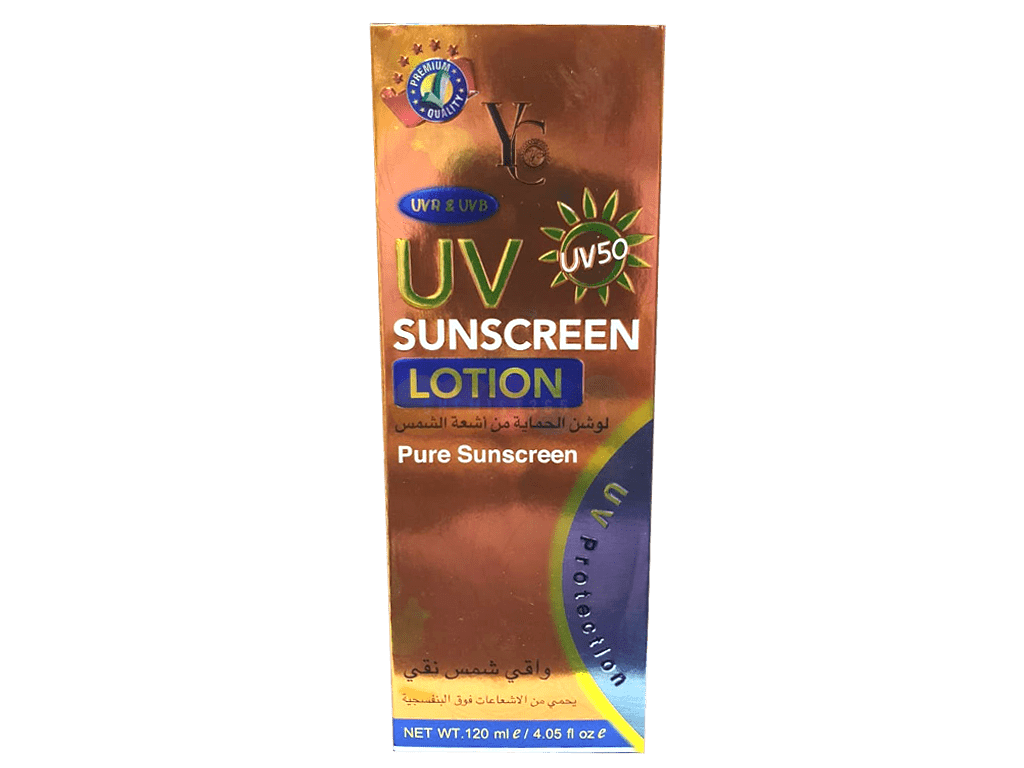 PREMIUM
QUALITY
YC
UVA & UVB
UV
UV50
SUNSCREEN
LOTION
لوشن الحماية من أشعة الشمس
Pure Sunscreen
UV Protection
واقي شمس نقي
يحمي من الاشعاعات فوق البنفسجية
NET WT.120 ml e / 4.05 fl oz e